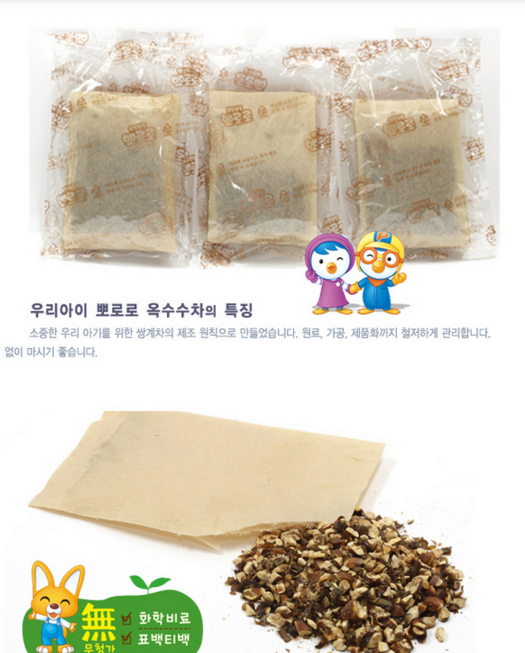 우리아이 뽀로로 옥수수차의 특징
소중한 우리 아기를 위한 쌍계차의 제조 원칙으로 만들었습니다. 원료, 가공, 제품화까지 철저하게 관리합니다.
없이 마시기 좋습니다.
無
무첨가
화학비료
표백티백